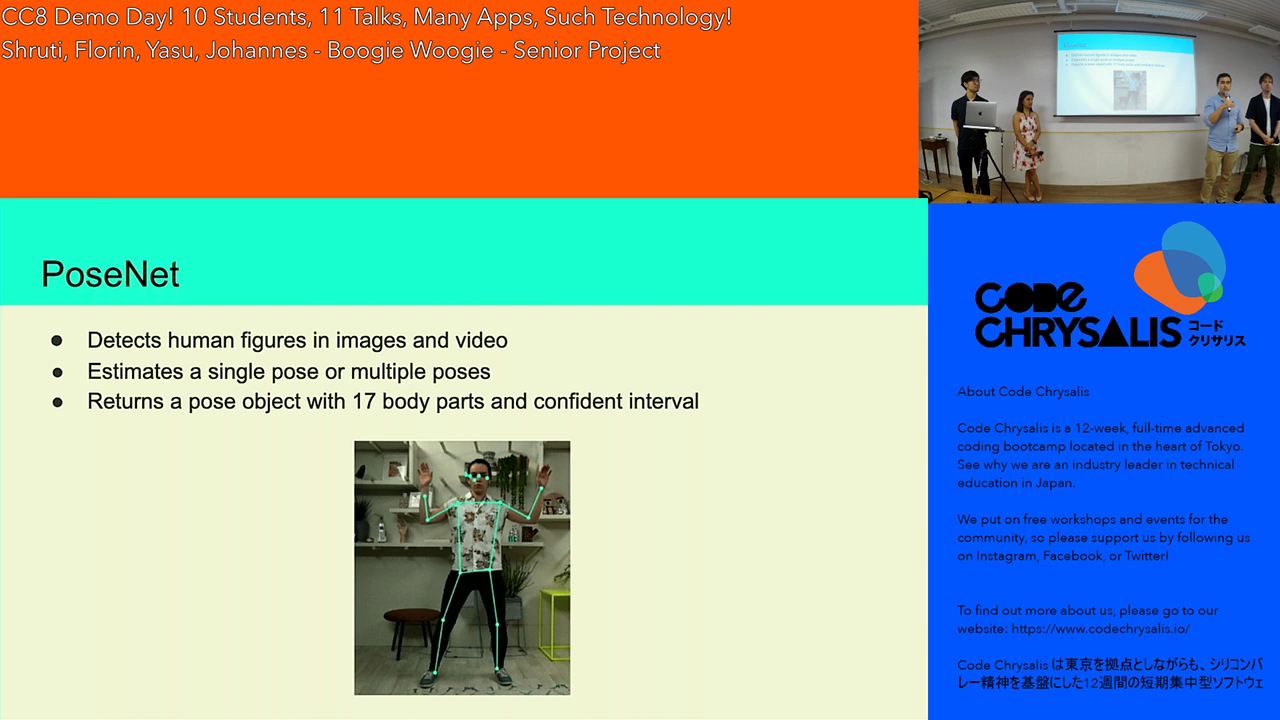 CC8 Demo Day! 10 Students, 11 Talks, Many Apps, Such Technology!
Shruti, Florin, Yasu, Johannes - Boogie Woogie - Senior Project
PoseNet
● Detects human figures in images and video
● Estimates a single pose or multiple poses
● Returns a pose object with 17 body parts and confident interval
CODE
CHRYSALIS
コード
クリサリス
About Code Chrysalis
Code Chrysalis is a 12-week, full-time advanced
coding bootcamp located in the heart of Tokyo.
See why we are an industry leader in technical
education in Japan.
We put on free workshops and events for the
community, so please support us by following us
on Instagram, Facebook, or Twitter!
To find out more about us, please go to our
website: https://www.codechrysalis.io/
Code Chrysalis は東京を拠点としながらも、シリコンバ
レー精神を基盤にした12週間の短期集中型ソフトウェ